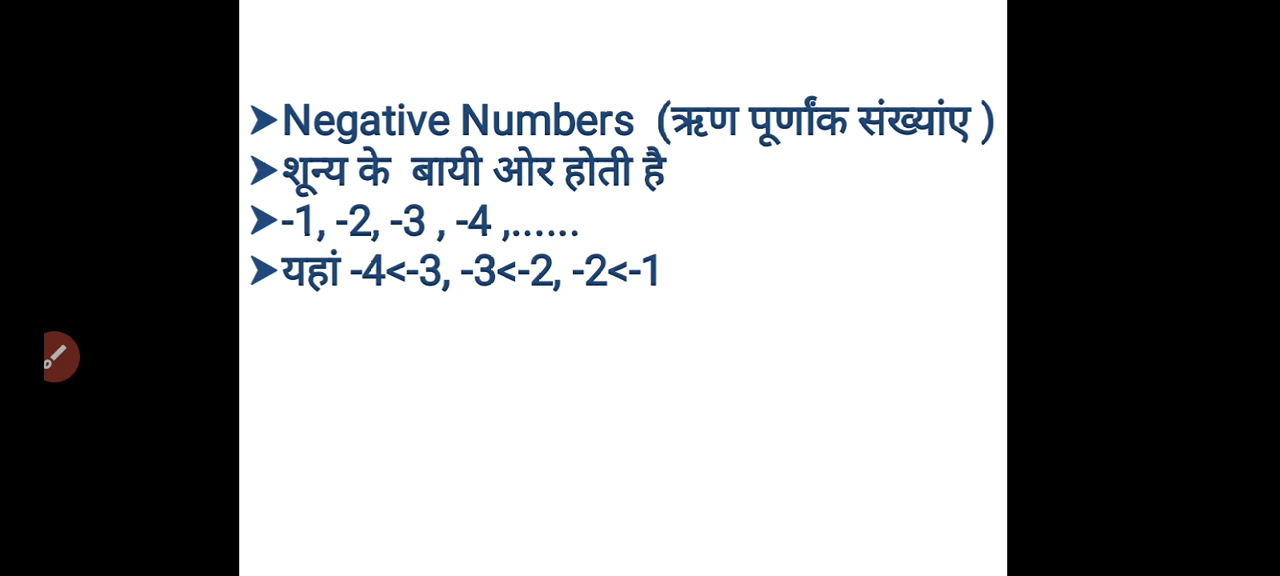 ➤Negative Numbers (ऋण पूर्णांक संख्यांए )
➤शून्य के बायी ओर होती है
➤-1, -2, -3 , -4 ,......
➤यहां -4<-3, -3<-2, -2<-1